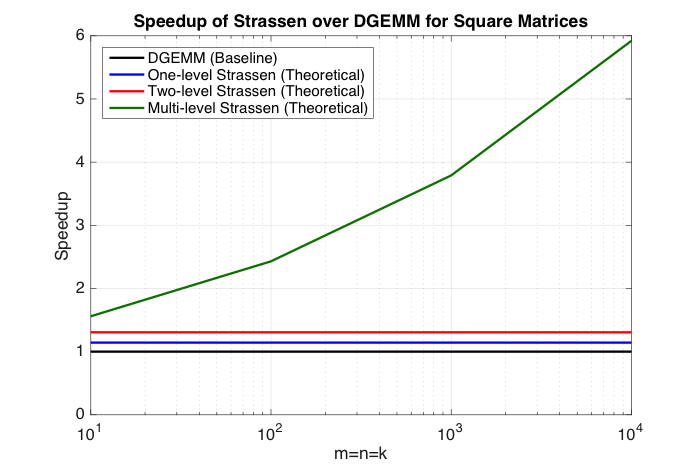 Speedup of Strassen over DGEMM for Square Matrices
6
5
4
3
2
1
0
Speedup
DGEMM (Baseline)
One-level Strassen (Theoretical)
Two-level Strassen (Theoretical)
Multi-level Strassen (Theoretical)
10¹ 10² 10³ 10⁴
m=n=k